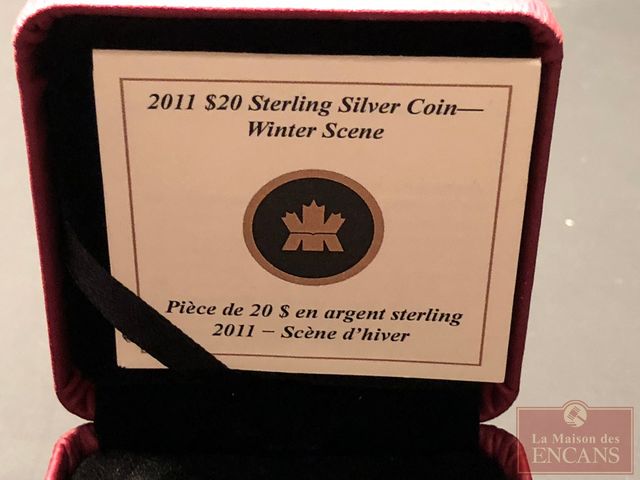 2011 $20 Sterling Silver Coin—
Winter Scene
Pièce de 20 $ en argent sterling
2011 – Scène d'hiver
La Maison des
ENCANS